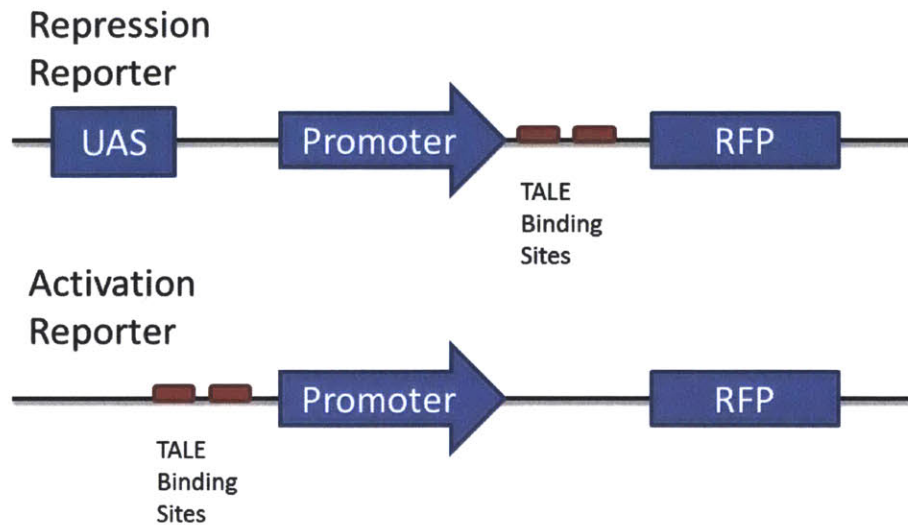 Repression
Reporter
UAS
Promoter
RFP
TALE
Binding
Sites
Activation
Reporter
Promoter
RFP
TALE
Binding
Sites